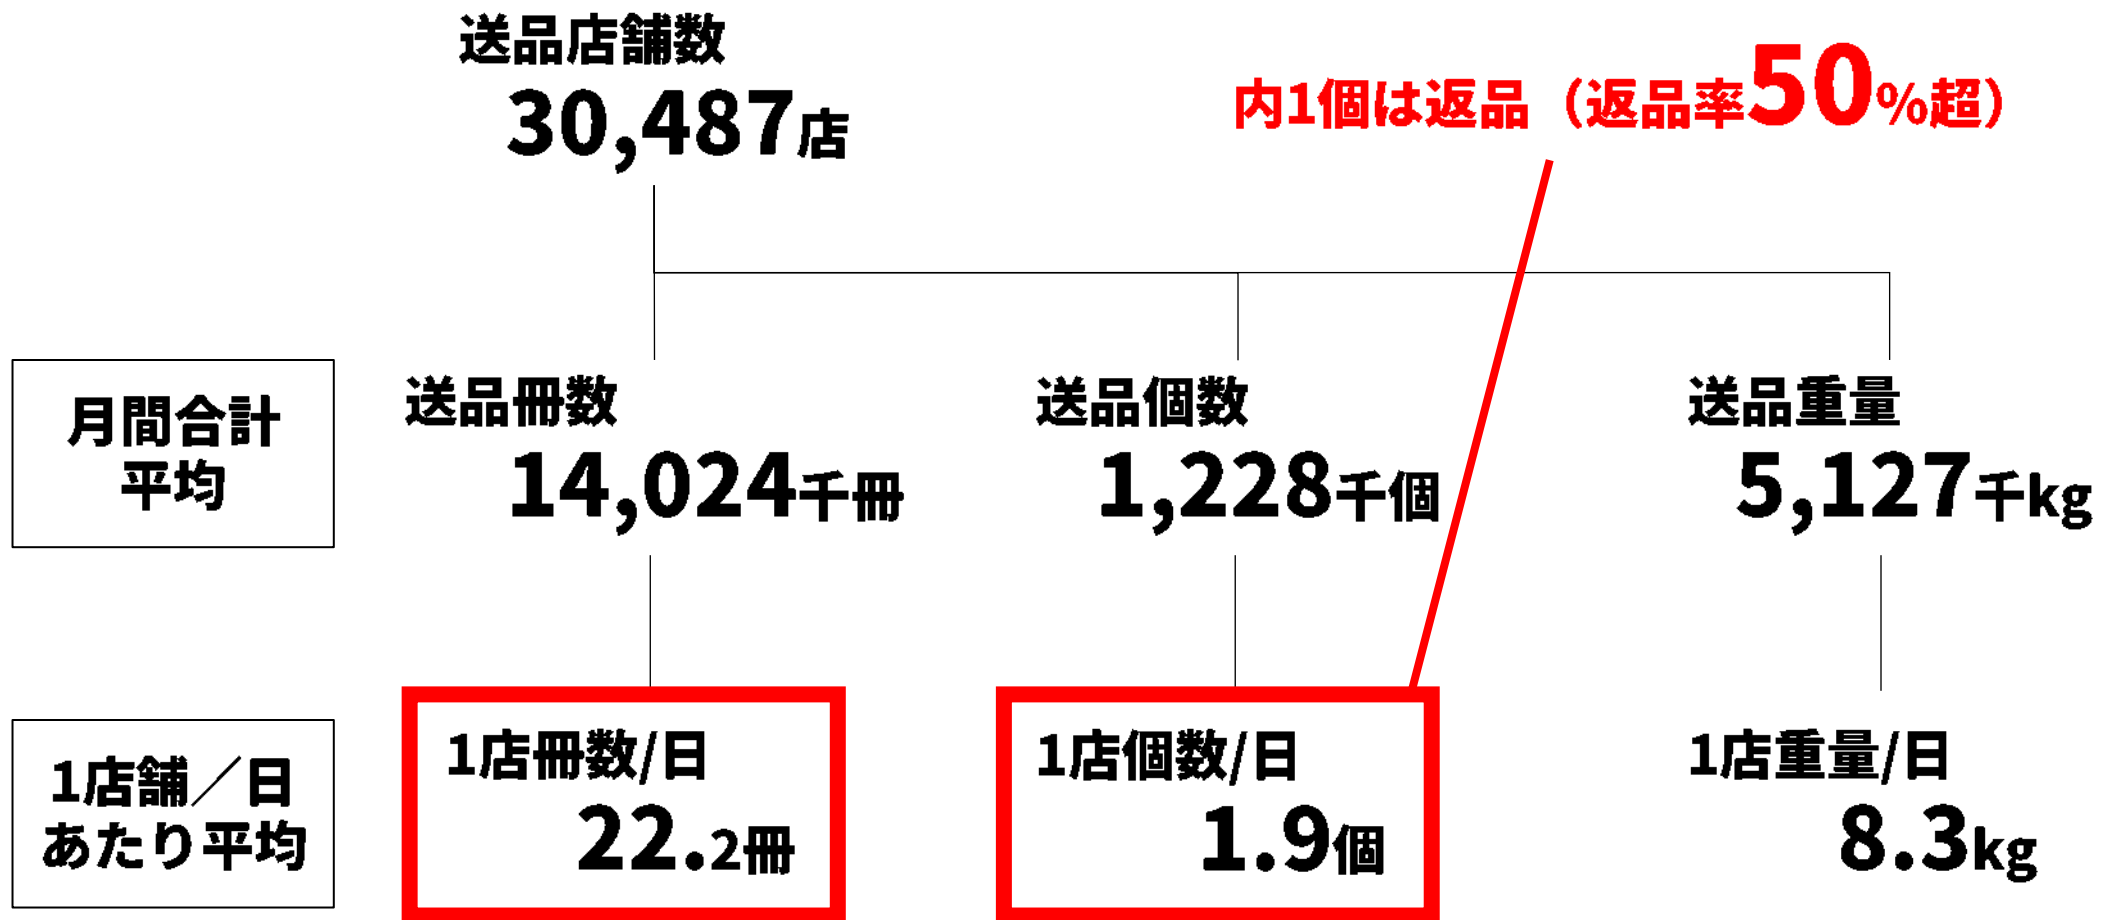 送品店舗数
30,487店
内1個は返品（返品率50%超）
月間合計
平均
送品冊数
14,024千冊
送品個数
1,228千個
送品重量
5,127千kg
1店舗／日
あたり平均
1店冊数/日
22.2冊
1店個数/日
1.9個
1店重量/日
8.3kg